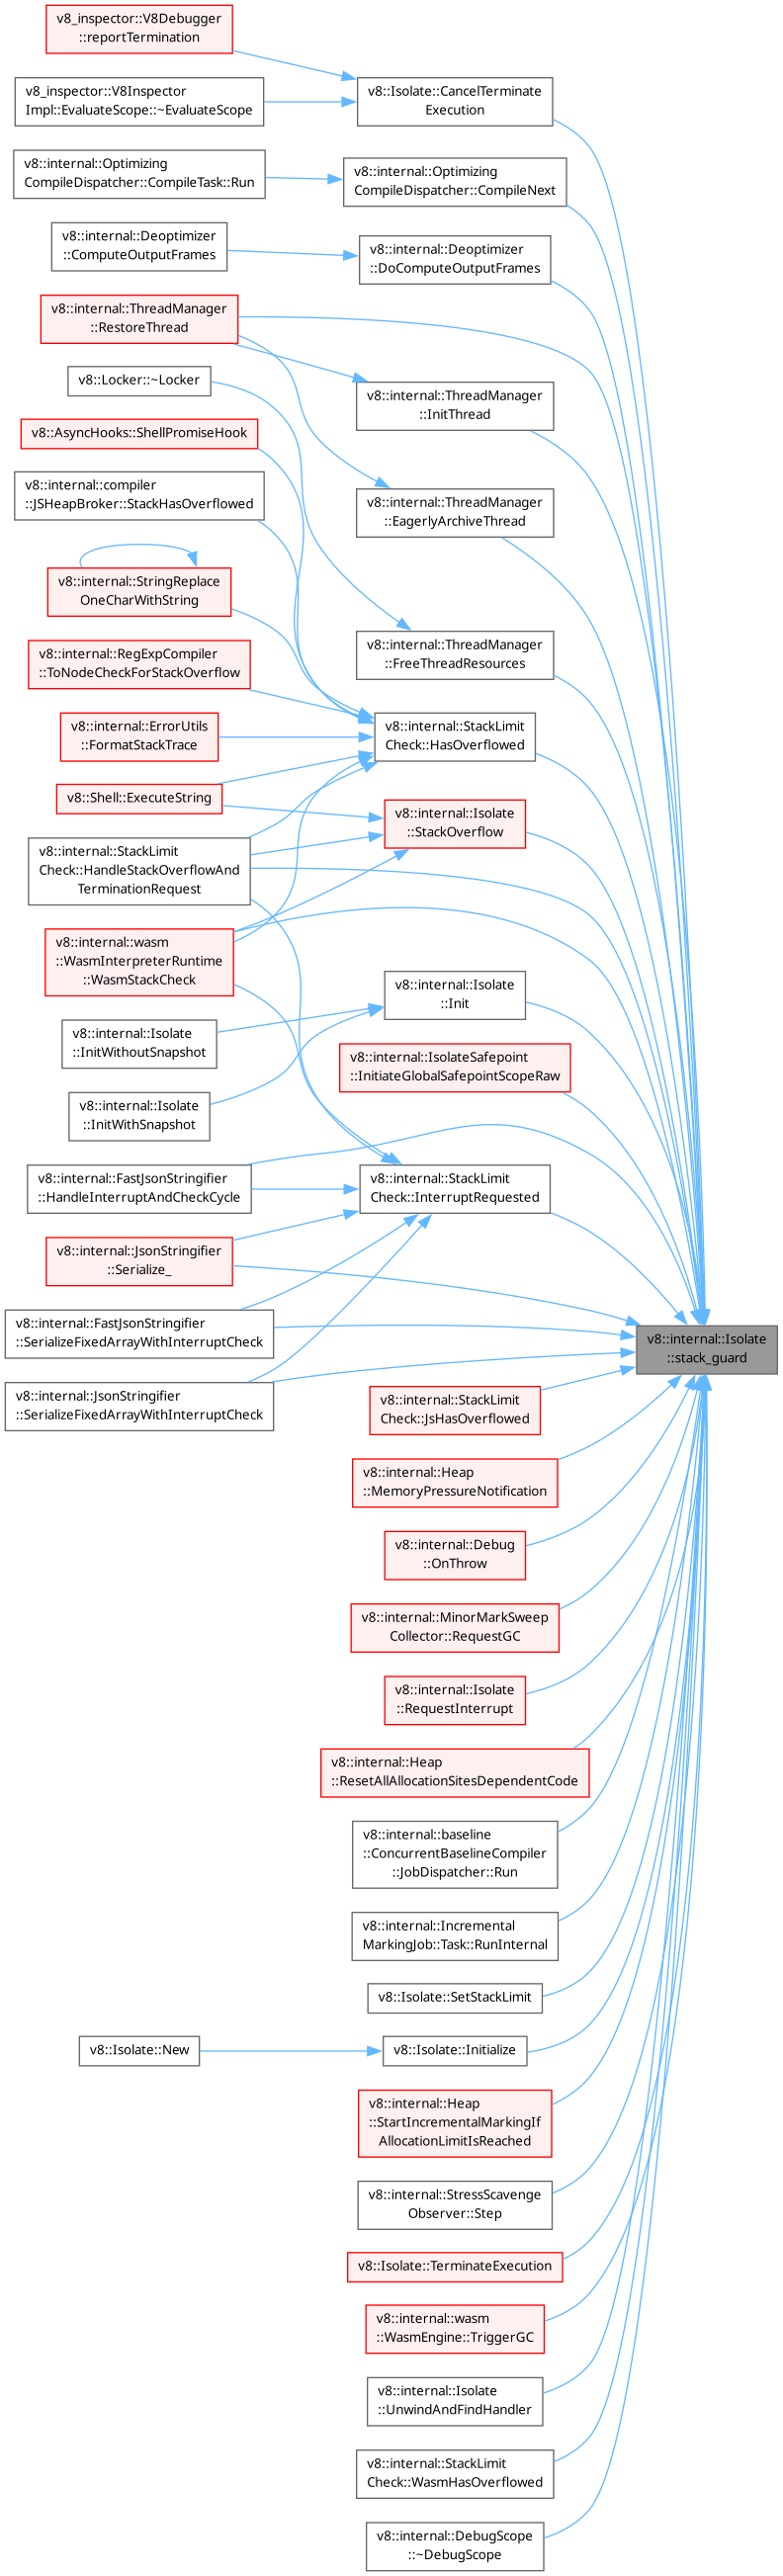 v8_inspector::V8Debugger
::reportTermination
v8_inspector::V8Inspector
Impl::EvaluateScope::~EvaluateScope
v8::Isolate::CancelTerminate
Execution
v8::internal::Optimizing
CompileDispatcher::CompileTask::Run
v8::internal::Optimizing
CompileDispatcher::CompileNext
v8::internal::Deoptimizer
::ComputeOutputFrames
v8::internal::Deoptimizer
::DoComputeOutputFrames
v8::internal::ThreadManager
::RestoreThread
v8::Locker::~Locker
v8::internal::ThreadManager
::InitThread
v8::AsyncHooks::ShellPromiseHook
v8::internal::compiler
::JSHeapBroker::StackHasOverflowed
v8::internal::ThreadManager
::EagerlyArchiveThread
v8::internal::StringReplace
OneCharWithString
v8::internal::RegExpCompiler
::ToNodeCheckForStackOverflow
v8::internal::ThreadManager
::FreeThreadResources
v8::internal::ErrorUtils
::FormatStackTrace
v8::internal::StackLimit
Check::HasOverflowed
v8::Shell::ExecuteString
v8::internal::Isolate
::StackOverflow
v8::internal::StackLimit
Check::HandleStackOverflowAnd
TerminationRequest
v8::internal::wasm
::WasmInterpreterRuntime
::WasmStackCheck
v8::internal::Isolate
::Init
v8::internal::Isolate
::InitWithoutSnapshot
v8::internal::IsolateSafepoint
::InitiateGlobalSafepointScopeRaw
v8::internal::Isolate
::InitWithSnapshot
v8::internal::FastJsonStringifier
::HandleInterruptAndCheckCycle
v8::internal::StackLimit
Check::InterruptRequested
v8::internal::JsonStringifier
::Serialize_
v8::internal::FastJsonStringifier
::SerializeFixedArrayWithInterruptCheck
v8::internal::Isolate
::stack_guard
v8::internal::JsonStringifier
::SerializeFixedArrayWithInterruptCheck
v8::internal::StackLimit
Check::JsHasOverflowed
v8::internal::Heap
::MemoryPressureNotification
v8::internal::Debug
::OnThrow
v8::internal::MinorMarkSweep
Collector::RequestGC
v8::internal::Isolate
::RequestInterrupt
v8::internal::Heap
::ResetAllAllocationSitesDependentCode
v8::internal::baseline
::ConcurrentBaselineCompiler
::JobDispatcher::Run
v8::internal::Incremental
MarkingJob::Task::RunInternal
v8::Isolate::SetStackLimit
v8::Isolate::New
v8::Isolate::Initialize
v8::internal::Heap
::StartIncrementalMarkingIf
AllocationLimitIsReached
v8::internal::StressScavenge
Observer::Step
v8::Isolate::TerminateExecution
v8::internal::wasm
::WasmEngine::TriggerGC
v8::internal::Isolate
::UnwindAndFindHandler
v8::internal::StackLimit
Check::WasmHasOverflowed
v8::internal::DebugScope
::~DebugScope